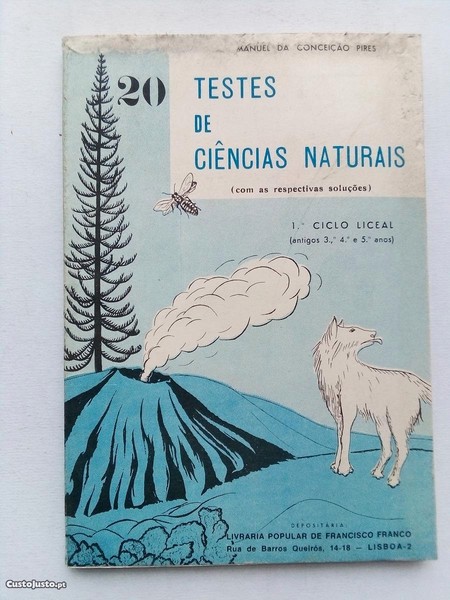 MANUEL DA CONCEIÇÃO PIRES
20 TESTES
DE
CIÊNCIAS NATURAIS
(com as respectivas soluções)
1.º CICLO LICEAL
(antigos 3.º, 4.º e 5.º anos)
DEPOSITÁRIA:
LIVRARIA POPULAR DE FRANCISCO FRANCO
Rua de Barros Queirós, 14-18 — LISBOA-2
Custojusto.pt